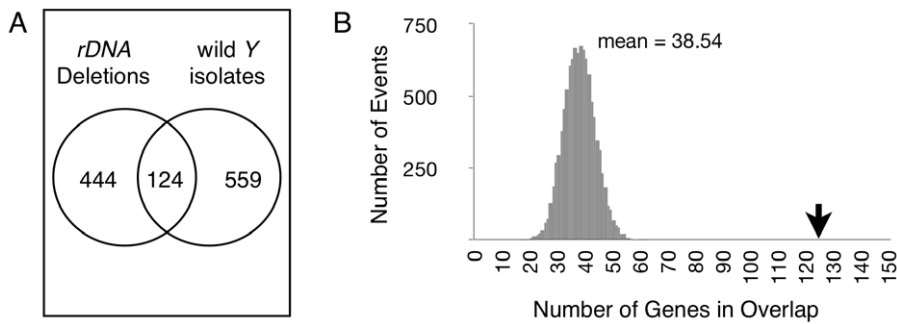 A
rDNA
Deletions
wild Y
isolates
444
124
559
B
Number of Events
750
500
250
mean = 38.54
0
10
20
30
40
50
60
70
80
90
100
110
120
130
140
150
Number of Genes in Overlap